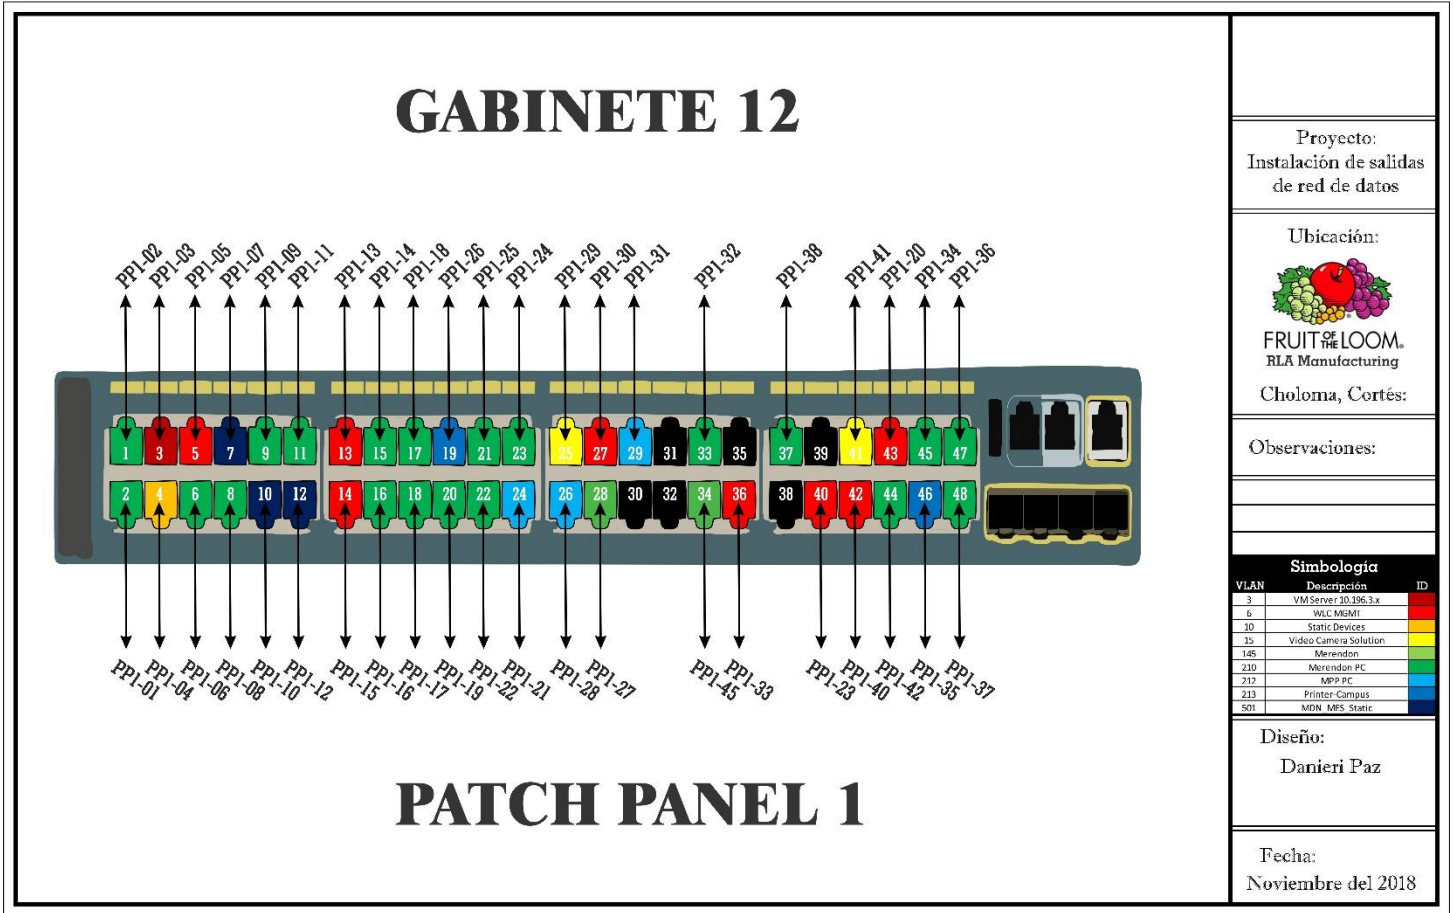 GABINETE 12
PP1-02 PP1-03 PP1-05 PP1-07 PP1-09 PP1-11 PP1-13 PP1-14 PP1-18 PP1-26 PP1-25 PP1-24 PP1-29 PP1-30 PP1-31 PP1-32 PP1-38 PP1-41 PP1-20 PP1-34 PP1-36
1 3 5 7 9 11 13 15 17 19 21 23 25 27 29 31 33 35 37 39 41 43 45 47
2 4 6 8 10 12 14 16 18 20 22 24 26 28 30 32 34 36 38 40 42 44 46 48
PP1-01 PP1-04 PP1-06 PP1-08 PP1-10 PP1-12 PP1-15 PP1-16 PP1-17 PP1-19 PP1-22 PP1-21 PP1-28 PP1-27 PP1-45 PP1-33 PP1-23 PP1-40 PP1-42 PP1-35 PP1-37
PATCH PANEL 1
Proyecto:
Instalación de salidas
de red de datos
Ubicación:
FRUIT OF THE LOOM®
RLA Manufacturing
Choloma, Cortés:
Observaciones:
Simbología
VLAN Descripción ID
3 VM Server 10.196.3.x
6 WLC MGMT
10 Static Devices
15 Video Camera Solution
145 Merendon
210 Merendon PC
212 MPP PC
213 Printer-Campus
501 MDN MES Static
Diseño:
Danieri Paz
Fecha:
Noviembre del 2018